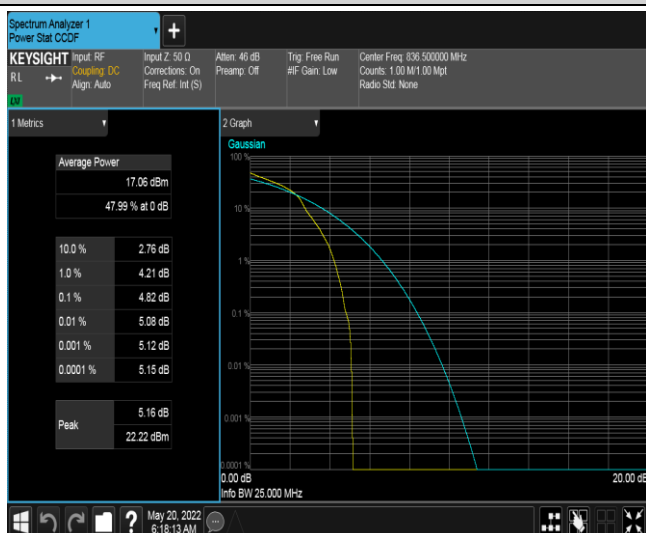 Spectrum Analyzer 1
Power Stat CCDF
KEYSIGHT
R L
Input: RF
Coupling: DC
Align: Auto
Input Z: 50 Ω
Corrections: On
Freq Ref: Int (S)
Atten: 46 dB
Preamp: Off
Trig: Free Run
#IF Gain: Low
Center Freq: 836.500000 MHz
Counts: 1.00 M/1.00 Mpt
Radio Std: None
1 Metrics
Average Power
17.06 dBm
47.99 % at 0 dB
10.0 % 2.76 dB
1.0 % 4.21 dB
0.1 % 4.82 dB
0.01 % 5.08 dB
0.001 % 5.12 dB
0.0001 % 5.15 dB
Peak
5.16 dB
22.22 dBm
2 Graph
Gaussian
100 %
10 %
1 %
0.1 %
0.01 %
0.001 %
0.0001 %
0.00 dB
20.00 dB
Info BW 25.000 MHz
?
May 20, 2022
6:18:13 AM